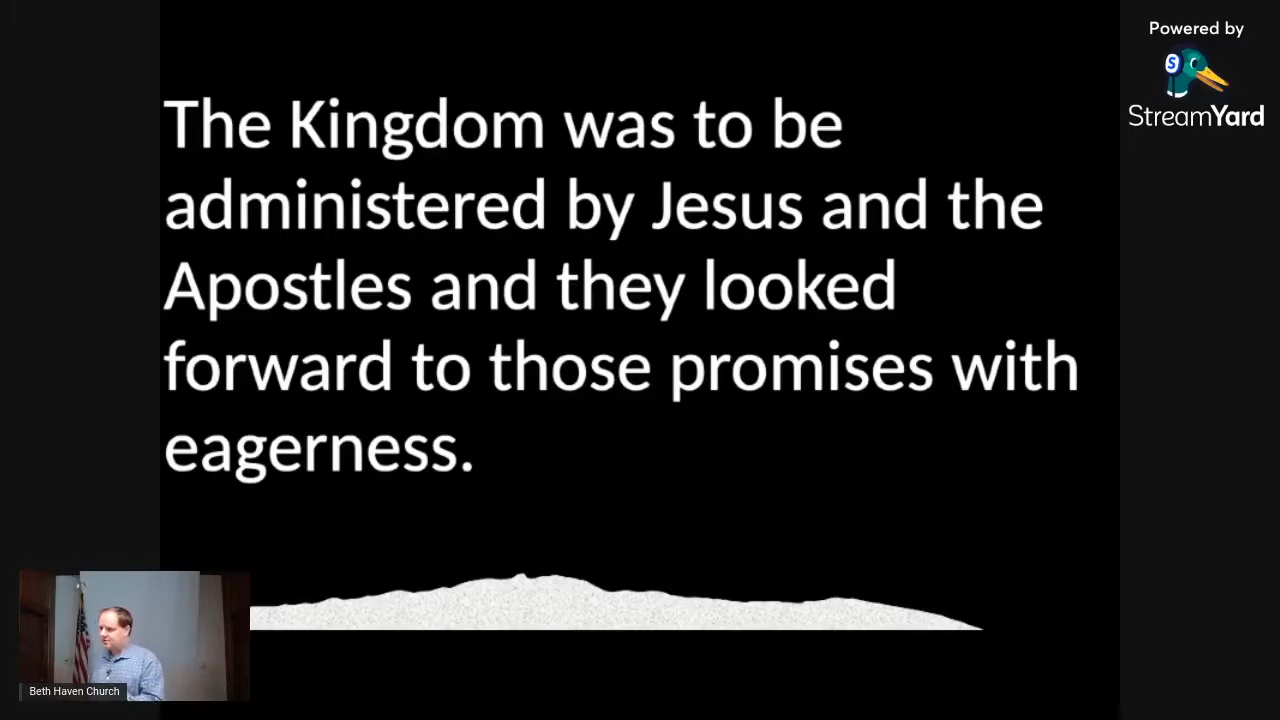 Powered by
StreamYard
The Kingdom was to be
administered by Jesus and the
Apostles and they looked
forward to those promises with
eagerness.
Beth Haven Church